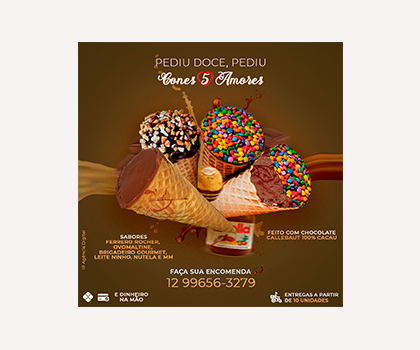 PEDIU DOCE, PEDIU
Cones 5 Amores
SABORES
FERRERO ROCHER,
OVOMALTINE,
BRIGADEIRO GOURMET,
LEITE NINHO, NUTELA E MM
FEITO COM CHOCOLATE
CALLEBAUT 100% CACAU
FAÇA SUA ENCOMENDA
12 99656-3279
E DINHEIRO
NA MÃO
ENTREGAS A PARTIR
DE 10 UNIDADES